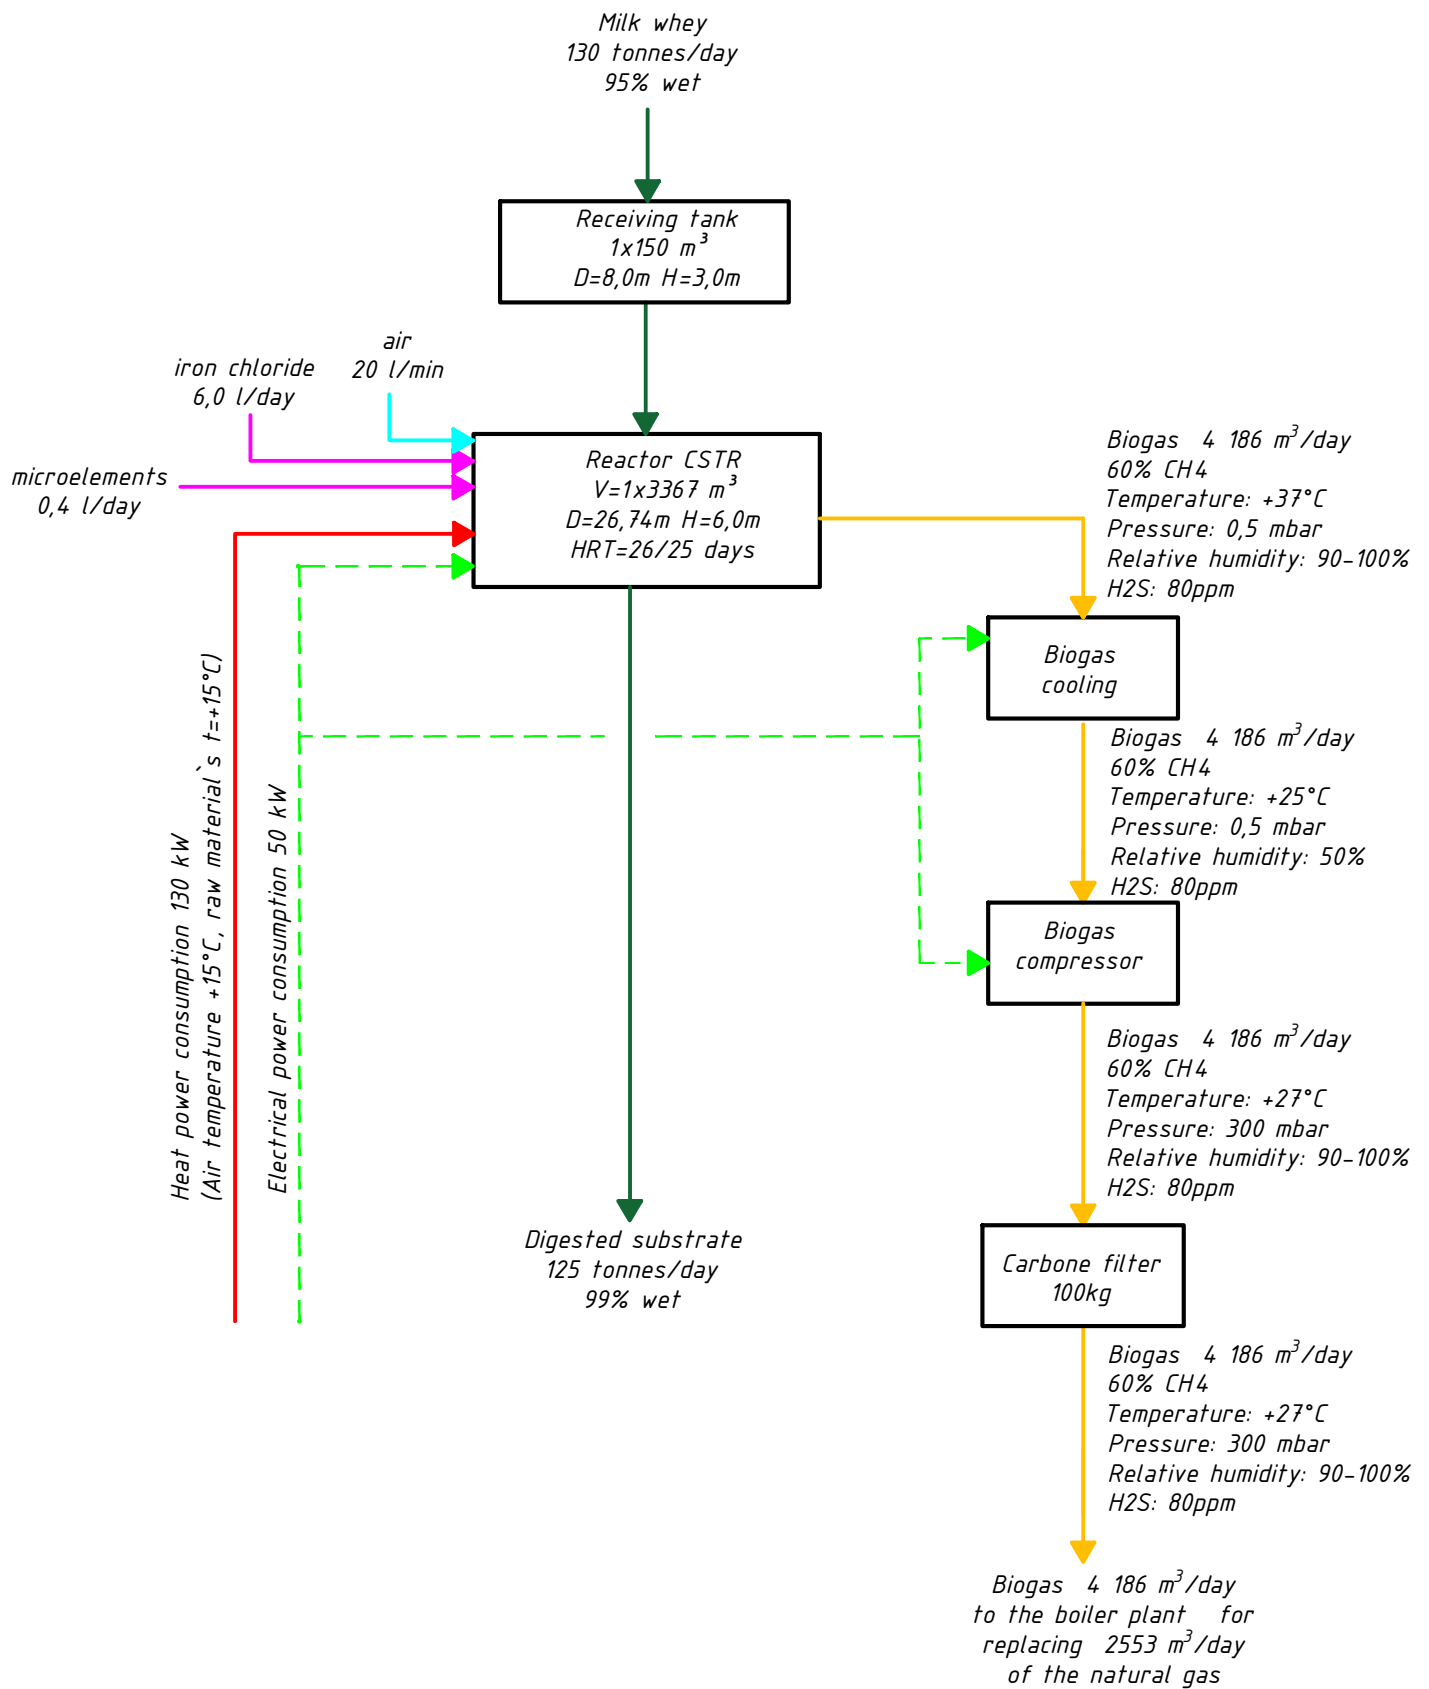 Milk whey
130 tonnes/day
95% wet
Receiving tank
1x150 m³
D=8,0m H=3,0m
air
20 l/min
iron chloride
6,0 l/day
microelements
0,4 l/day
Reactor CSTR
V=1x3367 m³
D=26,74m H=6,0m
HRT=26/25 days
Biogas 4 186 m³/day
60% CH4
Temperature: +37°C
Pressure: 0,5 mbar
Relative humidity: 90-100%
H2S: 80ppm
Biogas
cooling
Biogas 4 186 m³/day
60% CH4
Temperature: +25°C
Pressure: 0,5 mbar
Relative humidity: 50%
H2S: 80ppm
Heat power consumption 130 kW
(Air temperature +15°C, raw material`s t=+15°C)
Electrical power consumption 50 kW
Biogas
compressor
Biogas 4 186 m³/day
60% CH4
Temperature: +27°C
Pressure: 300 mbar
Relative humidity: 90-100%
H2S: 80ppm
Digested substrate
125 tonnes/day
99% wet
Carbone filter
100kg
Biogas 4 186 m³/day
60% CH4
Temperature: +27°C
Pressure: 300 mbar
Relative humidity: 90-100%
H2S: 80ppm
Biogas 4 186 m³/day
to the boiler plant for
replacing 2553 m³/day
of the natural gas